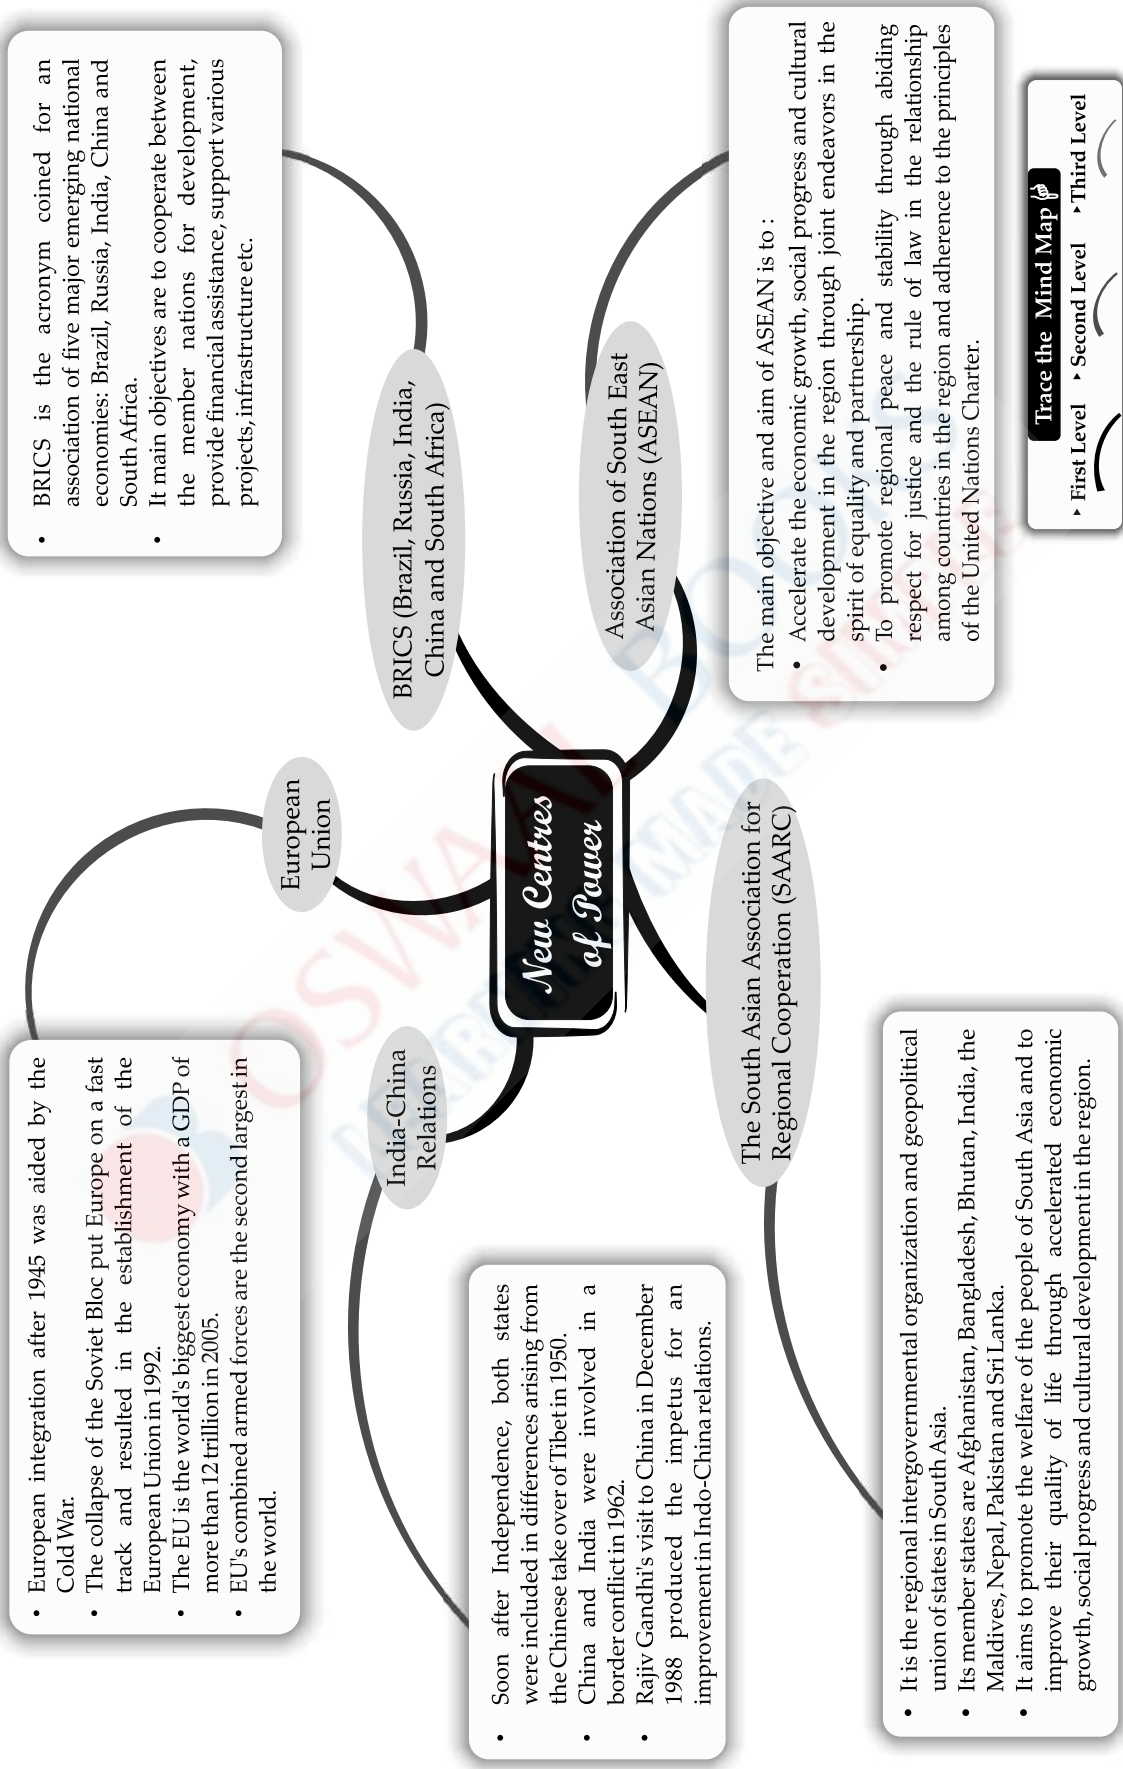 New Centres
of Power
European
Union
• European integration after 1945 was aided by the
Cold War.
• The collapse of the Soviet Bloc put Europe on a fast
track and resulted in the establishment of the
European Union in 1992.
• The EU is the world's biggest economy with a GDP of
more than 12 trillion in 2005.
• EU's combined armed forces are the second largest in
the world.
BRICS (Brazil, Russia, India,
China and South Africa)
• BRICS is the acronym coined for an
association of five major emerging national
economies: Brazil, Russia, India, China and
South Africa.
• It main objectives are to cooperate between
the member nations for development,
provide financial assistance, support various
projects, infrastructure etc.
India-China
Relations
• Soon after Independence, both states
were included in differences arising from
the Chinese take over of Tibet in 1950.
• China and India were involved in a
border conflict in 1962.
• Rajiv Gandhi's visit to China in December
1988 produced the impetus for an
improvement in Indo-China relations.
Association of South East
Asian Nations (ASEAN)
The main objective and aim of ASEAN is to :
• Accelerate the economic growth, social progress and cultural
development in the region through joint endeavors in the
spirit of equality and partnership.
• To promote regional peace and stability through abiding
respect for justice and the rule of law in the relationship
among countries in the region and adherence to the principles
of the United Nations Charter.
The South Asian Association for
Regional Cooperation (SAARC)
• It is the regional intergovernmental organization and geopolitical
union of states in South Asia.
• Its member states are Afghanistan, Bangladesh, Bhutan, India, the
Maldives, Nepal, Pakistan and Sri Lanka.
• It aims to promote the welfare of the people of South Asia and to
improve their quality of life through accelerated economic
growth, social progress and cultural development in the region.
Trace the Mind Map
▸ First Level ▸ Second Level ▸ Third Level
OSWAAL BOOKS
LEARNING MADE SIMPLE